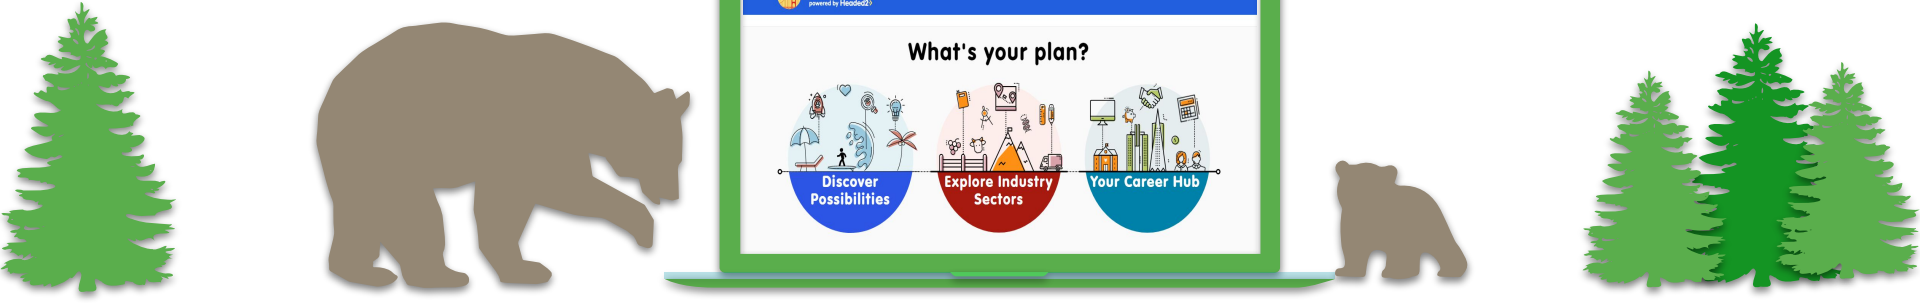 powered by Headed2
What's your plan?
Discover
Possibilities
Explore Industry
Sectors
Your Career Hub